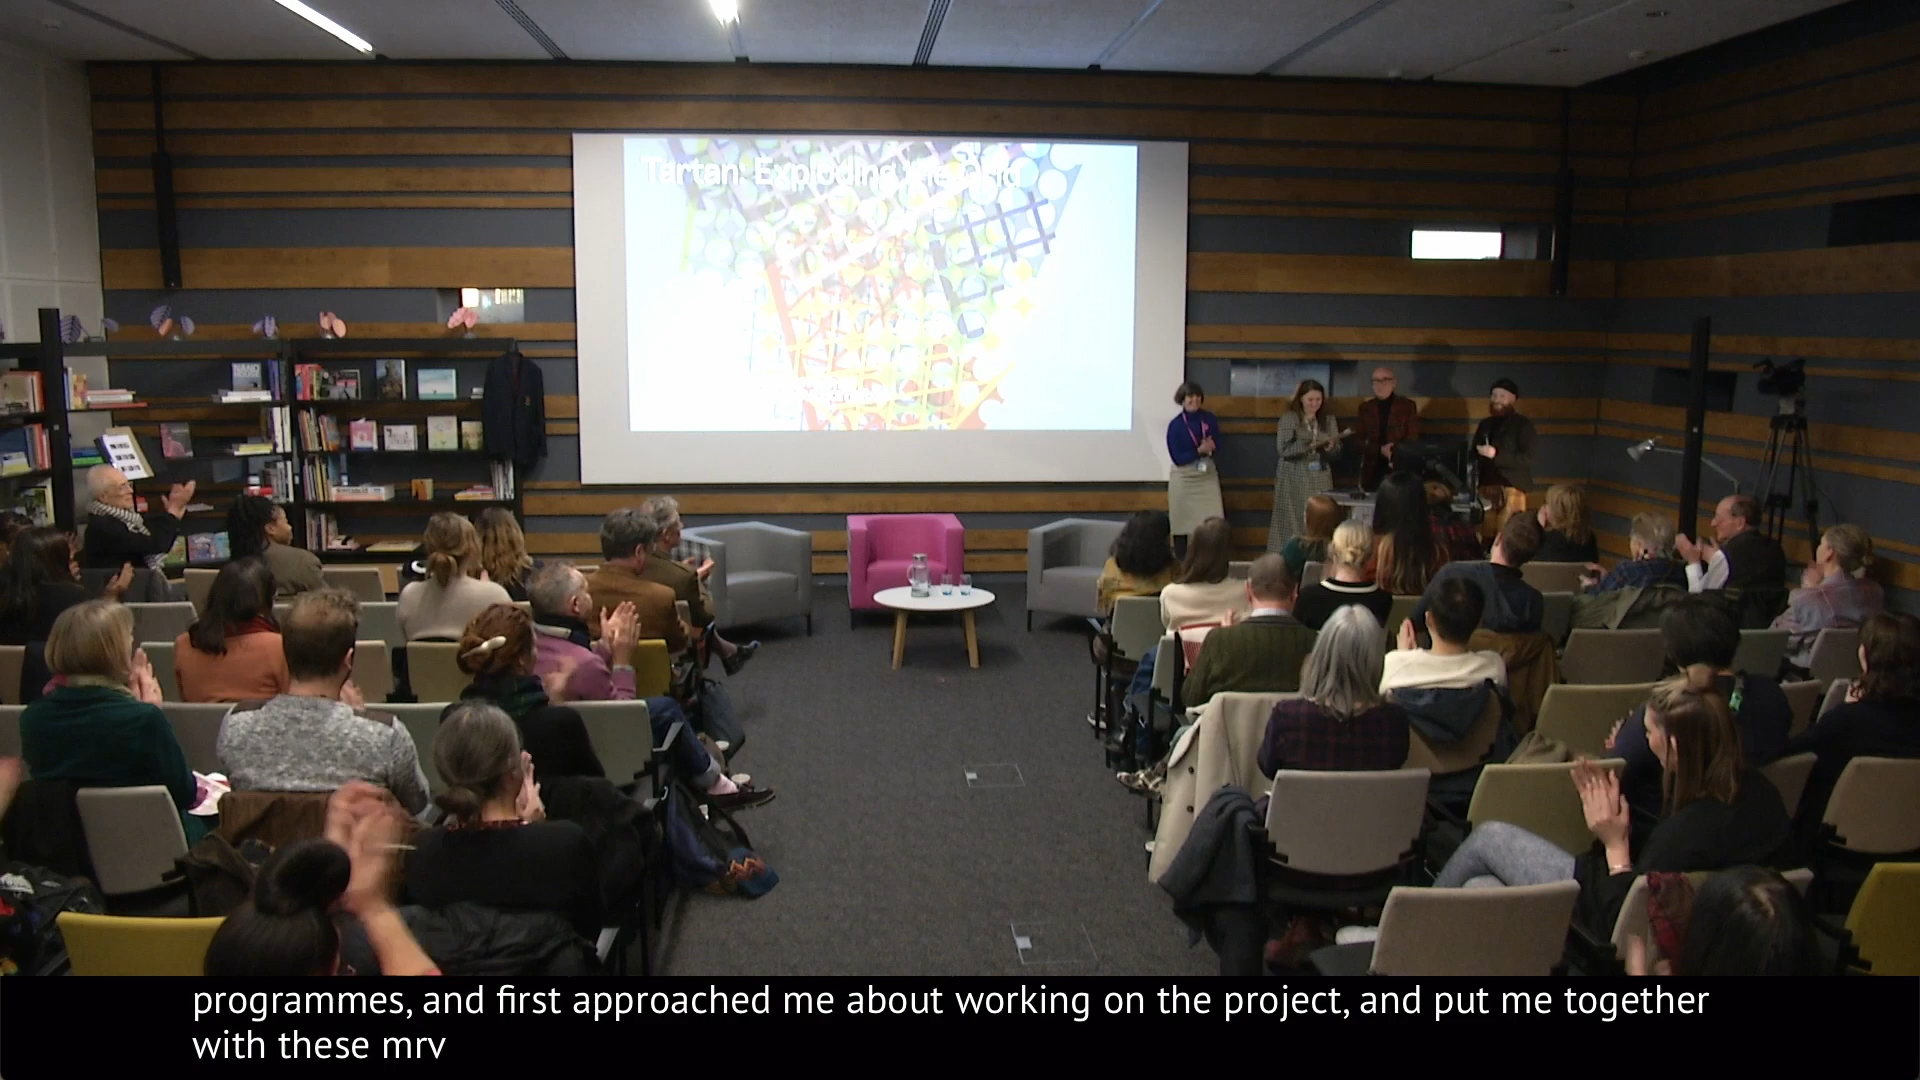 Tartan: Exploding the Grid
programmes, and first approached me about working on the project, and put me together
with these mrv